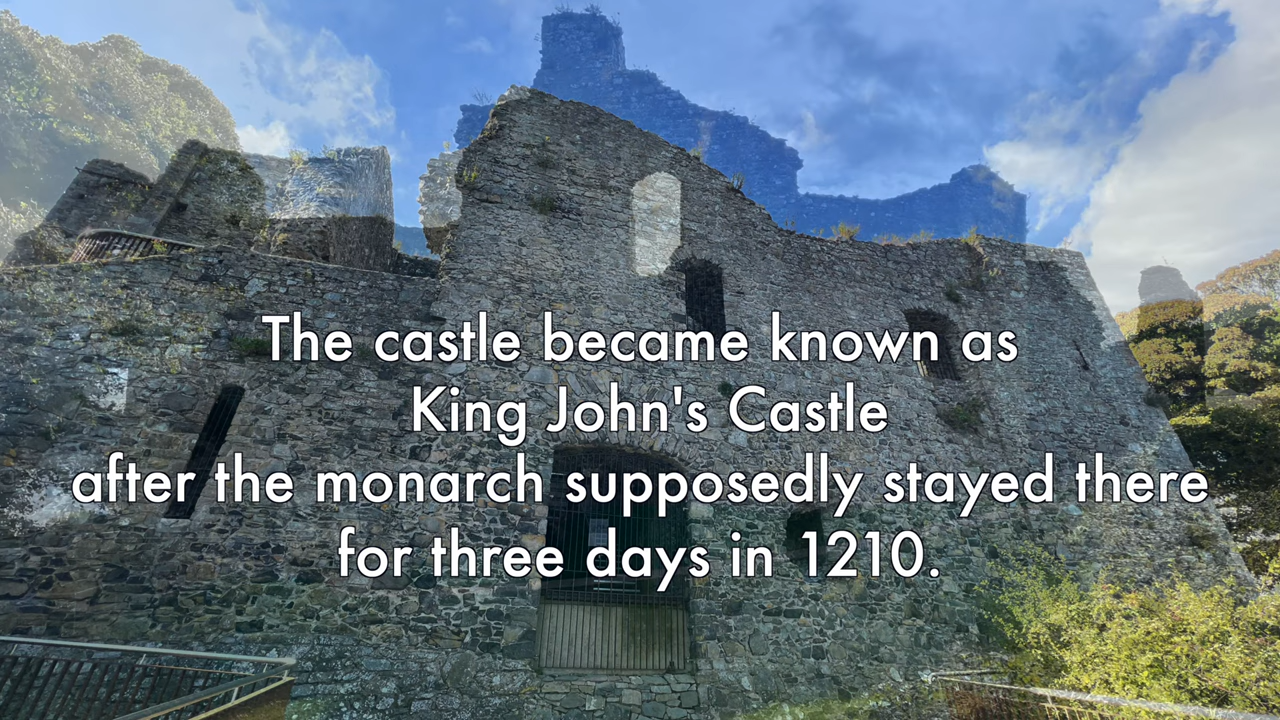 The castle became known as
King John's Castle
after the monarch supposedly stayed there
for three days in 1210.